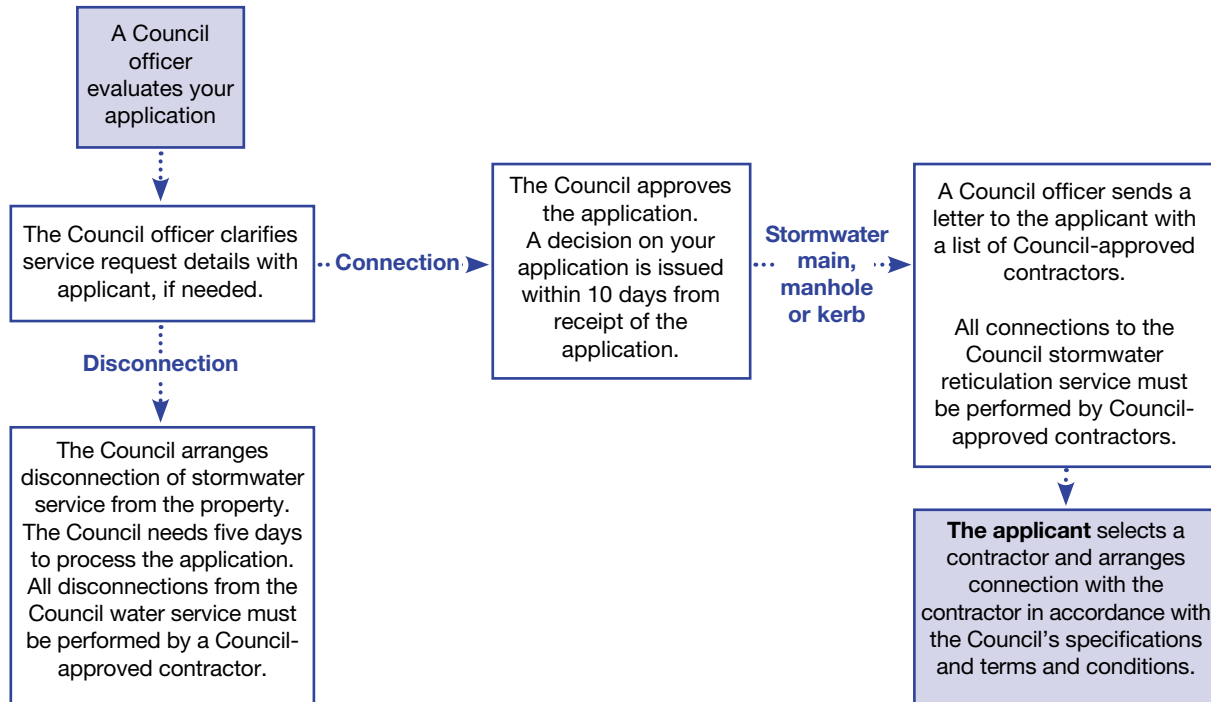 A Council
officer
evaluates your
application
The Council officer clarifies
service request details with
applicant, if needed.
Connection
The Council approves
the application.
A decision on your
application is issued
within 10 days from
receipt of the
application.
Stormwater
main,
manhole
or kerb
A Council officer sends a
letter to the applicant with
a list of Council-approved
contractors.
All connections to the
Council stormwater
reticulation service must
be performed by Council-
approved contractors.
Disconnection
The Council arranges
disconnection of stormwater
service from the property.
The Council needs five days
to process the application.
All disconnections from the
Council water service must
be performed by a Council-
approved contractor.
The applicant selects a
contractor and arranges
connection with the
contractor in accordance with
the Council's specifications
and terms and conditions.